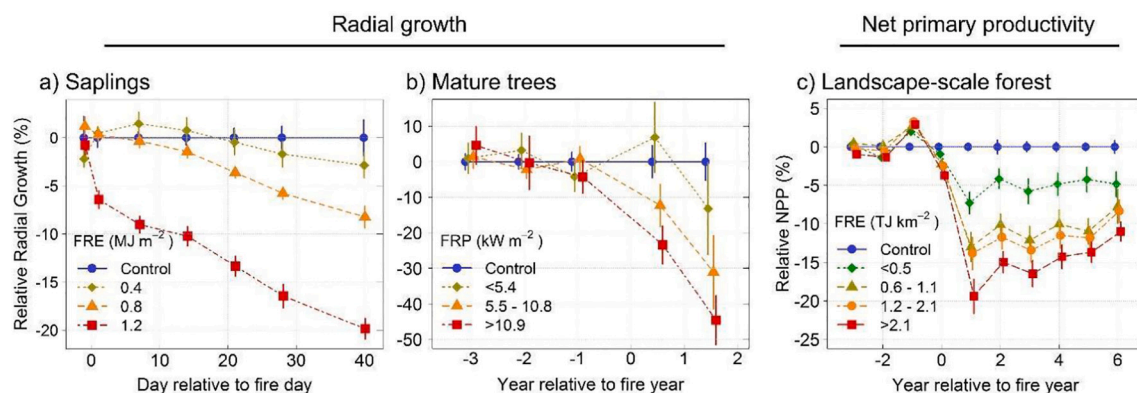 Radial growth
Net primary productivity
a) Saplings
b) Mature trees
c) Landscape-scale forest
Relative Radial Growth (%)
0
-5
-10
-15
-20
FRE (MJ m⁻²)
Control
0.4
0.8
1.2
0 10 20 30 40
Day relative to fire day
10
0
-10
-20
-30
-40
-50
FRP (kW m⁻²)
Control
<5.4
5.5 - 10.8
>10.9
-3 -2 -1 0 1 2
Year relative to fire year
Relative NPP (%)
5
0
-5
-10
-15
-20
-25
FRE (TJ km⁻²)
Control
<0.5
0.6 - 1.1
1.2 - 2.1
>2.1
-2 0 2 4 6
Year relative to fire year